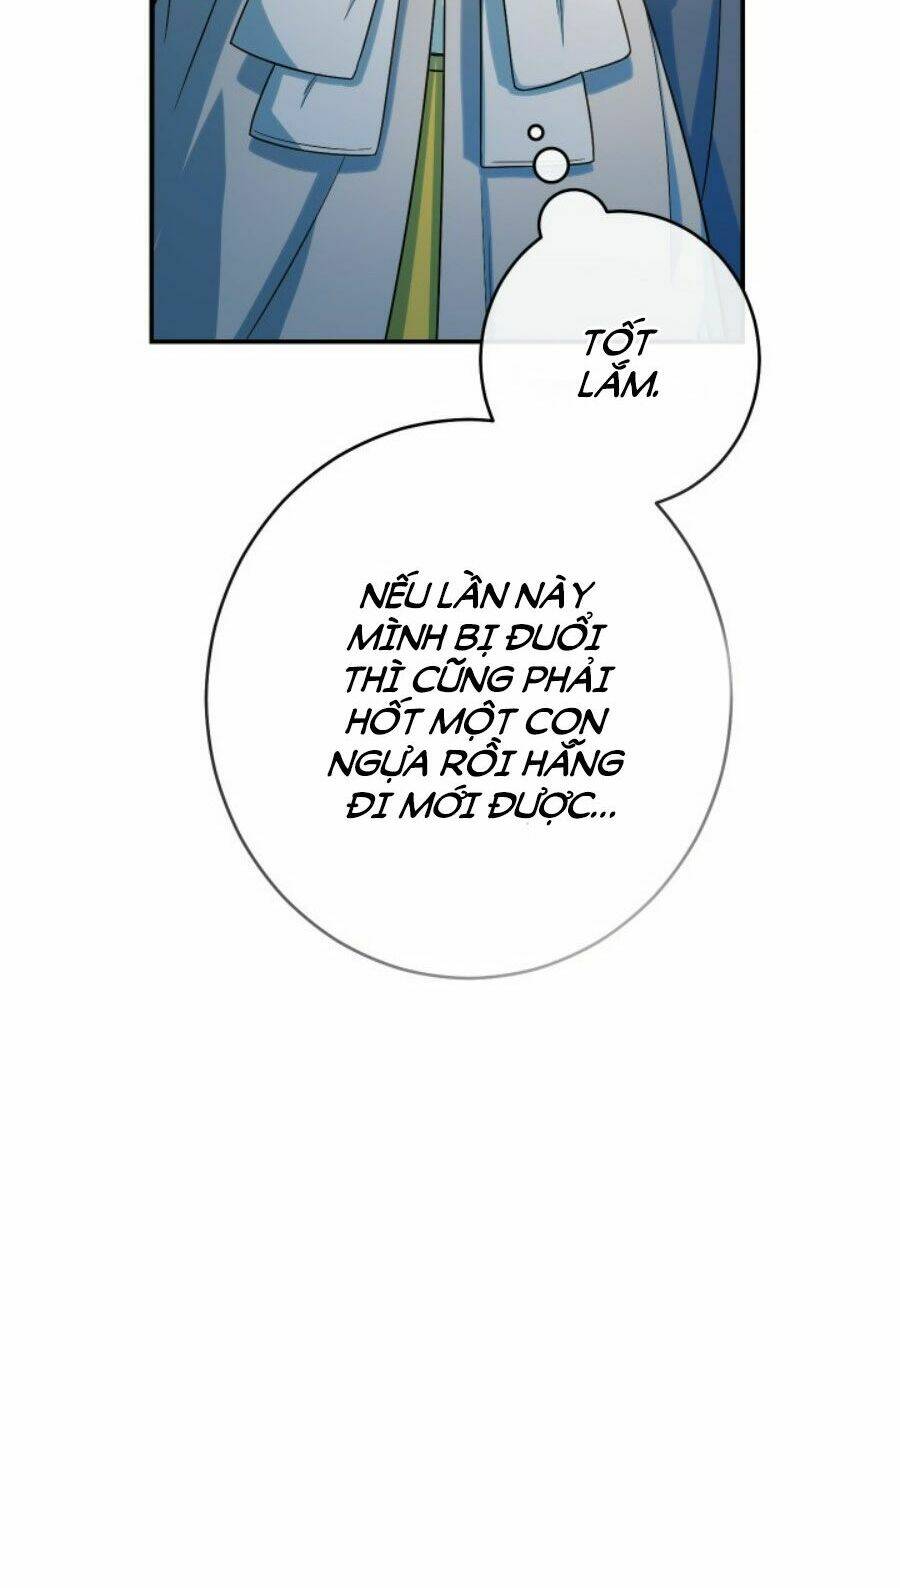 TỐT
LẮM.
NẾU LẦN NÀY
MÌNH BỊ ĐUỔI
THÌ CŨNG PHẢI
HỐT MỘT CON
NGỰA RỒI HẴNG
ĐI MỚI ĐƯỢC...